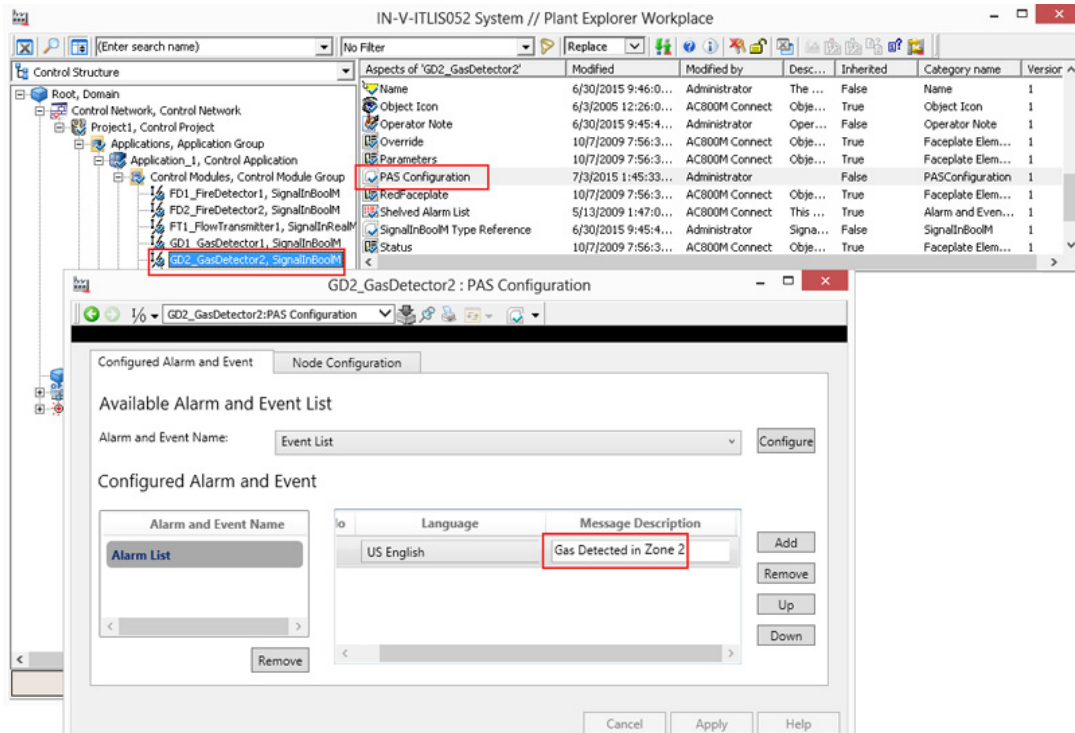 IN-V-ITLIS052 System // Plant Explorer Workplace
(Enter search name) No Filter Replace
Control Structure
Root, Domain
Control Network, Control Network
Project1, Control Project
Applications, Application Group
Application_1, Control Application
Control Modules, Control Module Group
FD1_FireDetector1, SignalInBoolM
FD2_FireDetector2, SignalInBoolM
FT1_FlowTransmitter1, SignalInRealM
GD1_GasDetector1, SignalInBoolM
GD2_GasDetector2, SignalInBoolM
Aspects of 'GD2_GasDetector2' Modified Modified by Desc... Inherited Category name Version
Name 6/30/2015 9:46:0... Administrator The ... False Name 1
Object Icon 6/3/2005 12:26:0... AC800M Connect Obje... True Object Icon 1
Operator Note 6/30/2015 9:45:4... Administrator Oper... False Operator Note 1
Override 10/7/2009 7:56:3... AC800M Connect Obje... True Faceplate Elem... 1
Parameters 10/7/2009 7:56:3... AC800M Connect Obje... True Faceplate Elem... 1
PAS Configuration 7/3/2015 1:45:33... Administrator False PASConfiguration 1
RedFaceplate 10/7/2009 7:56:3... AC800M Connect Obje... True Faceplate Elem... 1
Shelved Alarm List 5/13/2009 1:47:0... AC800M Connect This ... True Alarm and Even... 1
SignalInBoolM Type Reference 6/30/2015 9:45:4... Administrator Signa... False SignalInBoolM 1
Status 10/7/2009 7:56:3... AC800M Connect Obje... True Faceplate Elem... 1
GD2_GasDetector2 : PAS Configuration
GD2_GasDetector2:PAS Configuration
Configured Alarm and Event Node Configuration
Available Alarm and Event List
Alarm and Event Name: Event List Configure
Configured Alarm and Event
Alarm and Event Name lo Language Message Description
Alarm List US English Gas Detected in Zone 2
Add
Remove
Up
Down
Remove
Cancel Apply Help